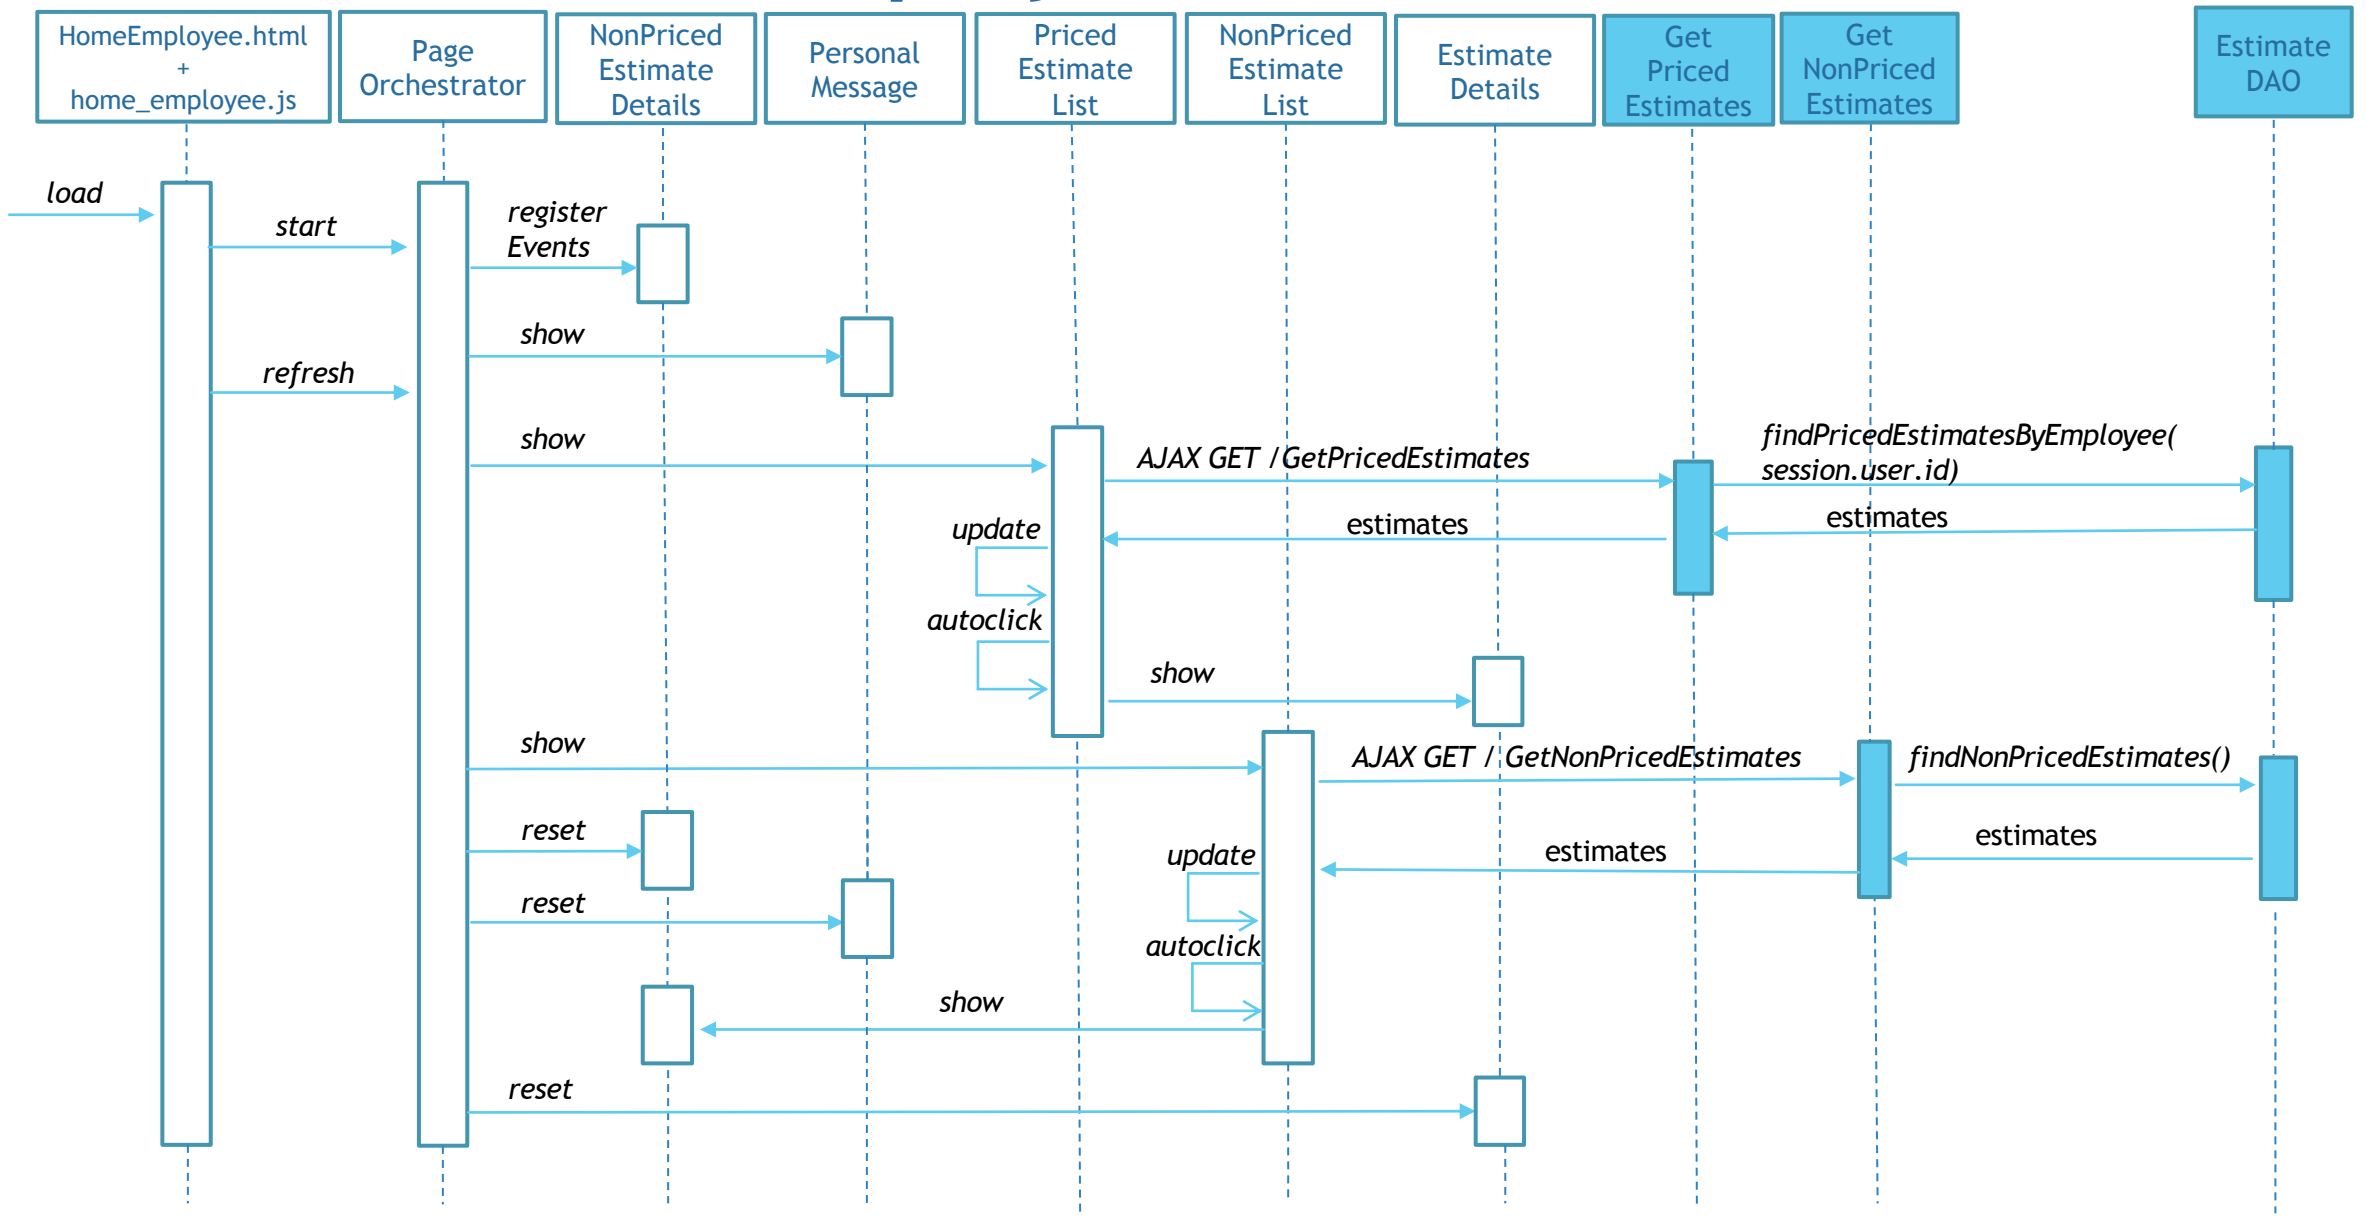 HomeEmployee.html
+
home_employee.js
Page
Orchestrator
NonPriced
Estimate
Details
Personal
Message
Priced
Estimate
List
NonPriced
Estimate
List
Estimate
Details
Get
Priced
Estimates
Get
NonPriced
Estimates
Estimate
DAO
load
start
register
Events
show
refresh
show
AJAX GET /GetPricedEstimates
findPricedEstimatesByEmployee(
session.user.id)
estimates
estimates
update
autoclick
show
show
AJAX GET / GetNonPricedEstimates
findNonPricedEstimates()
reset
estimates
estimates
update
reset
autoclick
show
reset